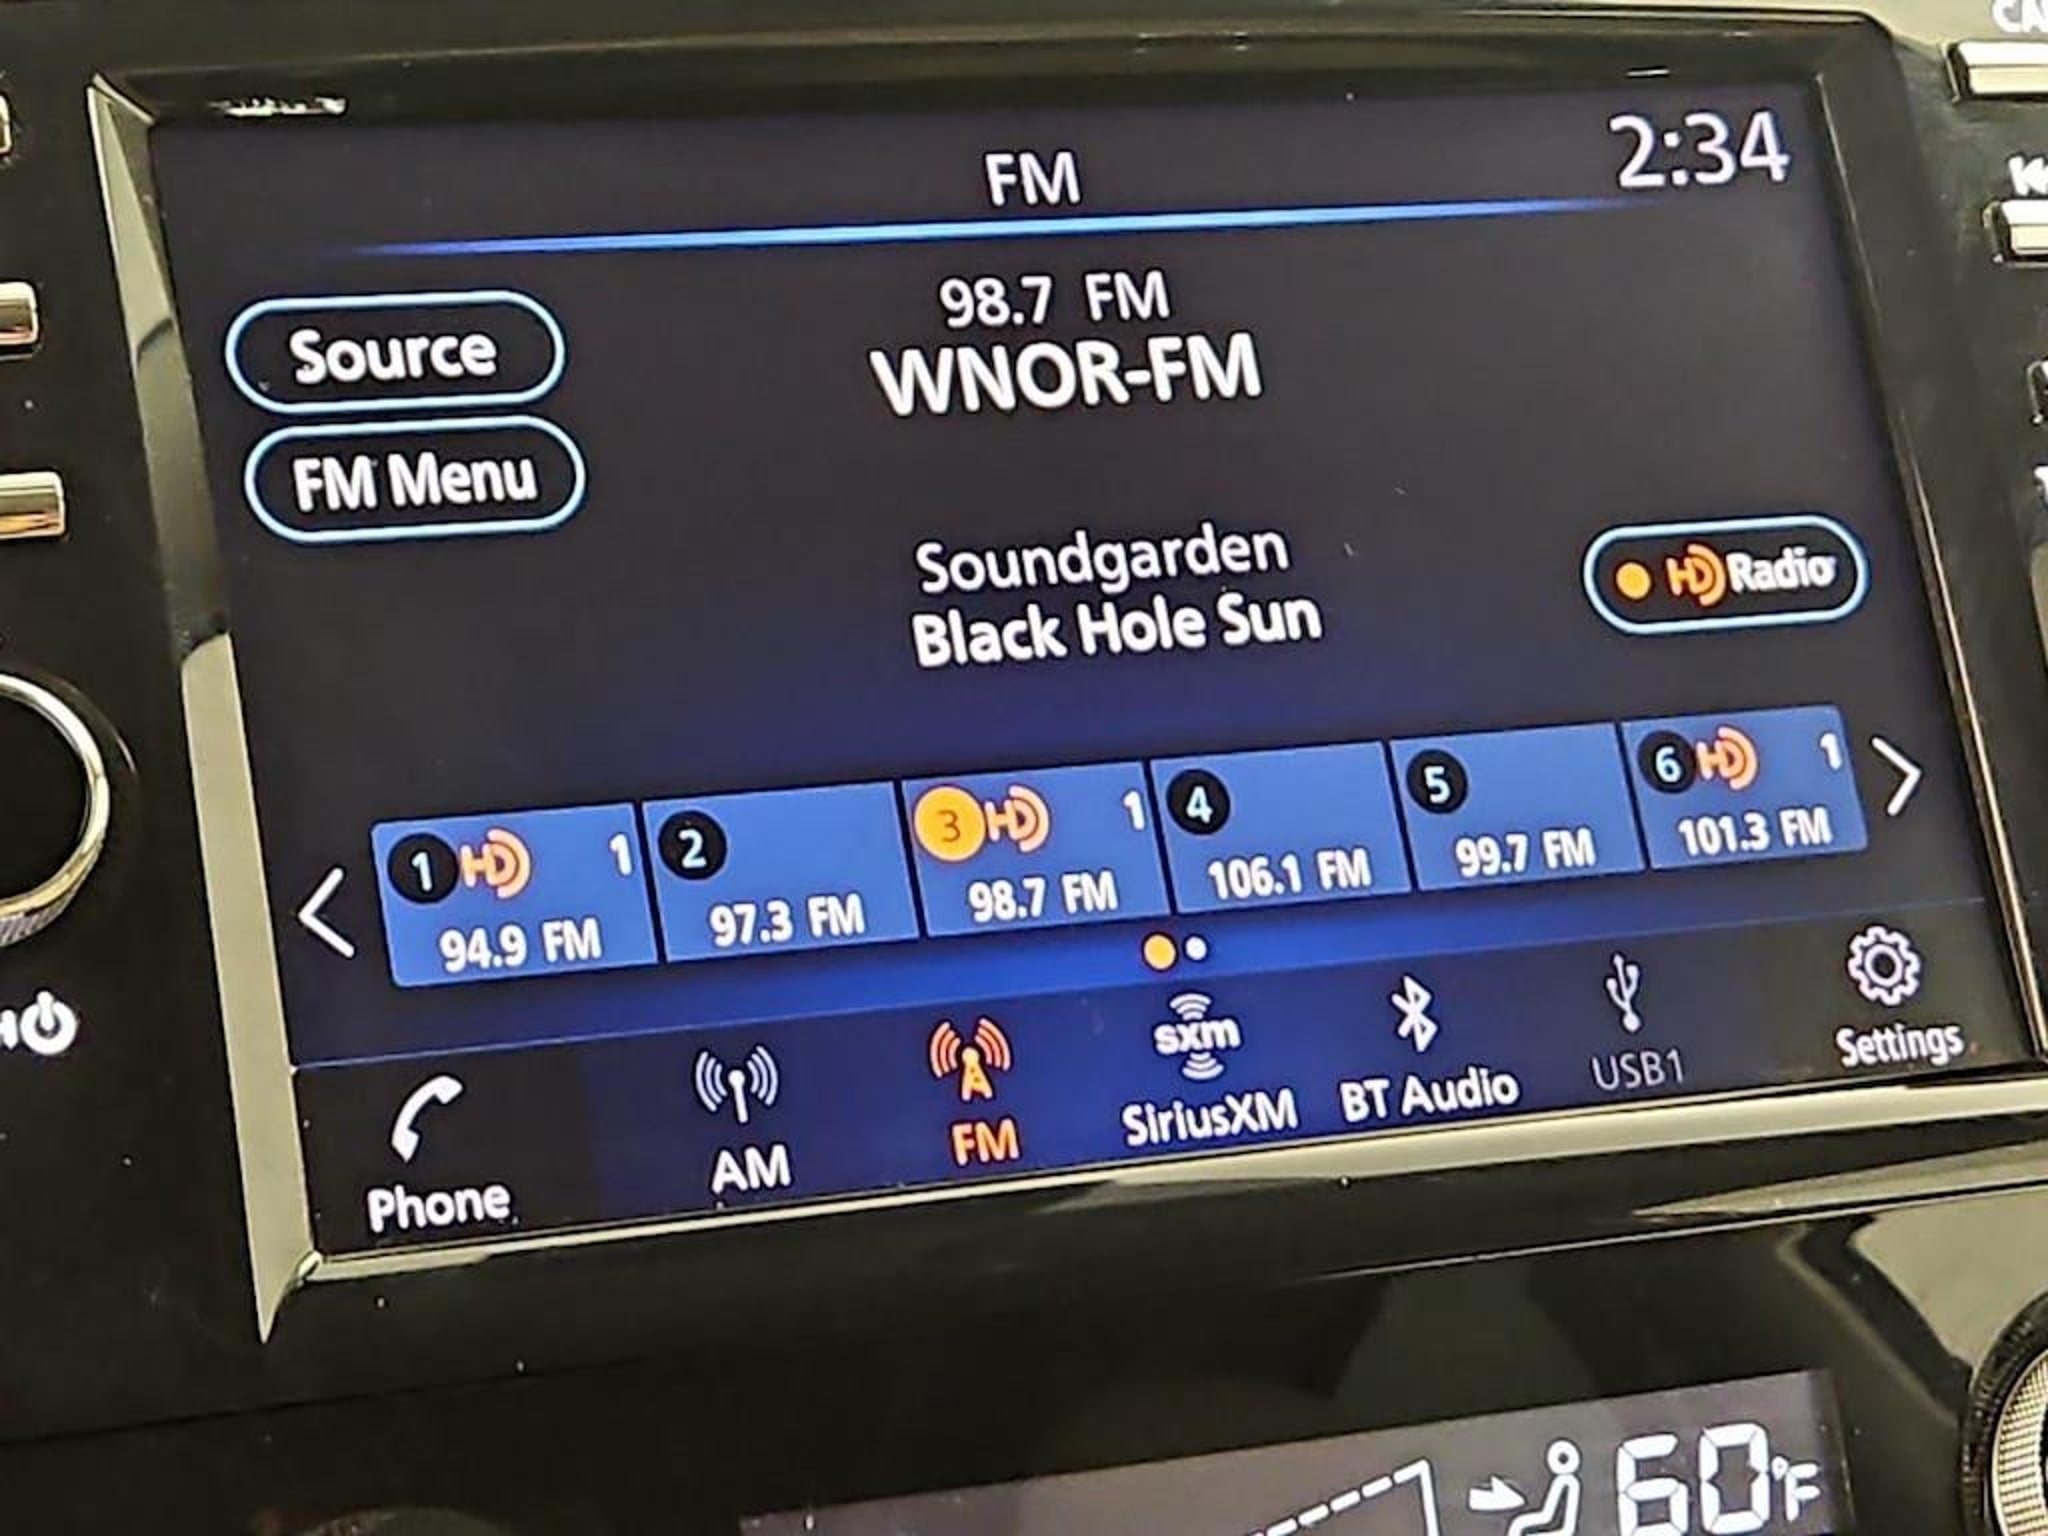 FM
2:34
98.7 FM
WNOR-FM
Source
FM Menu
Soundgarden
Black Hole Sun
HD Radio
1 HD 1
94.9 FM
2
97.3 FM
3 HD 1
98.7 FM
4
106.1 FM
5
99.7 FM
6 HD 1
101.3 FM
Phone
AM
FM
sxm
SiriusXM
BT Audio
USB1
Settings
60°F